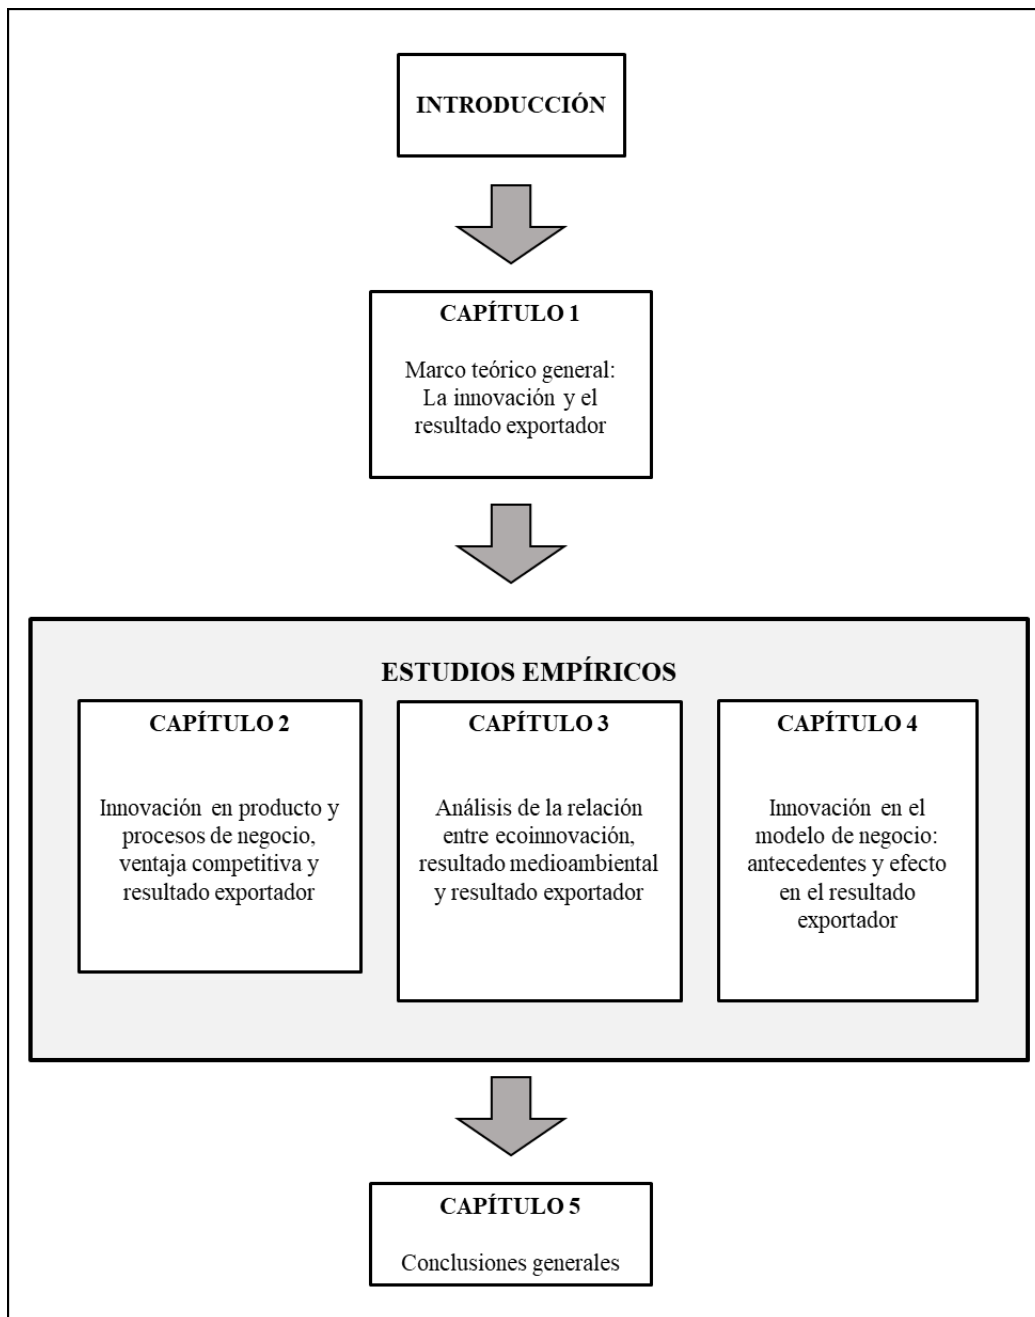 INTRODUCCIÓN
CAPÍTULO 1
Marco teórico general:
La innovación y el
resultado exportador
ESTUDIOS EMPÍRICOS
CAPÍTULO 2
Innovación en producto y
procesos de negocio,
ventaja competitiva y
resultado exportador
CAPÍTULO 3
Análisis de la relación
entre ecoinnovación,
resultado medioambiental
y resultado exportador
CAPÍTULO 4
Innovación en el
modelo de negocio:
antecedentes y efecto
en el resultado
exportador
CAPÍTULO 5
Conclusiones generales